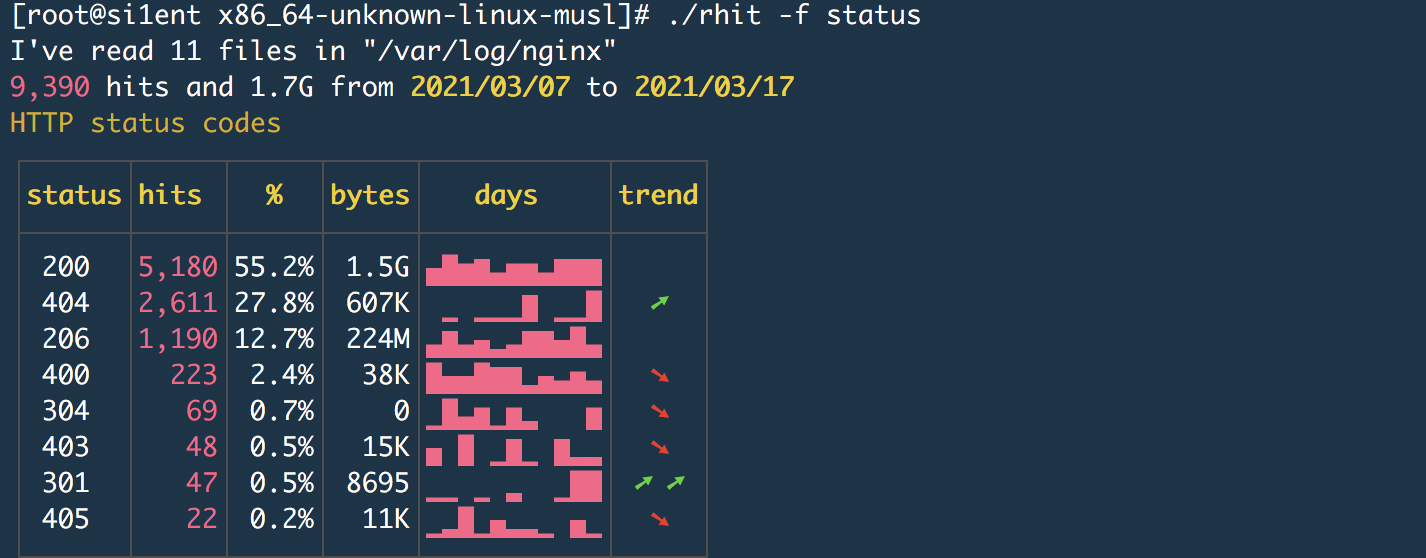 [root@si1ent x86_64-unknown-linux-musl]# ./rhit -f status
I've read 11 files in "/var/log/nginx"
9,390 hits and 1.7G from 2021/03/07 to 2021/03/17
HTTP status codes
status hits % bytes days trend
200 5,180 55.2% 1.5G
404 2,611 27.8% 607K
206 1,190 12.7% 224M
400 223 2.4% 38K
304 69 0.7% 0
403 48 0.5% 15K
301 47 0.5% 8695
405 22 0.2% 11K